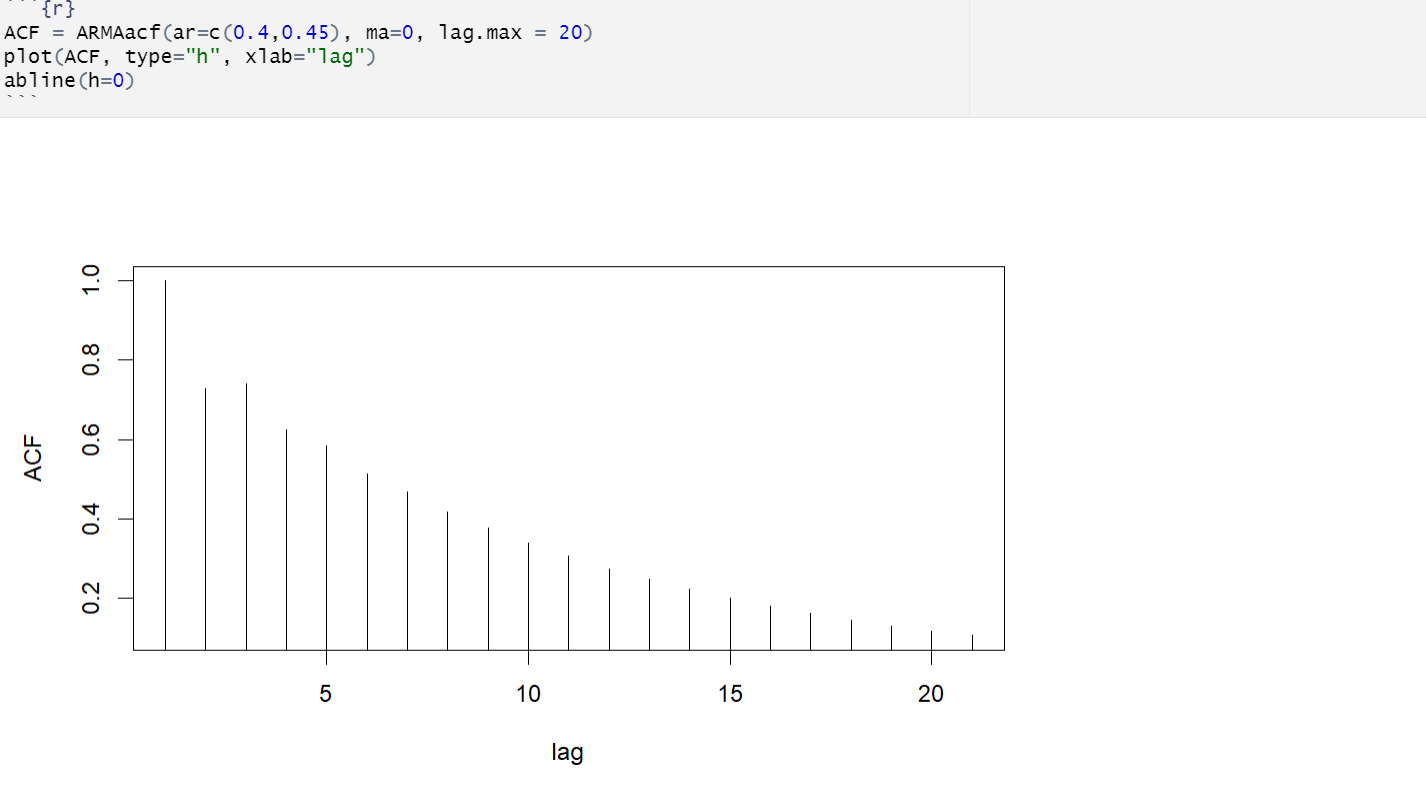 ```{r}
ACF = ARMAacf(ar=c(0.4,0.45), ma=0, lag.max = 20)
plot(ACF, type="h", xlab="lag")
abline(h=0)
```
1.0
0.8
0.6
0.4
0.2
ACF
5 10 15 20
lag